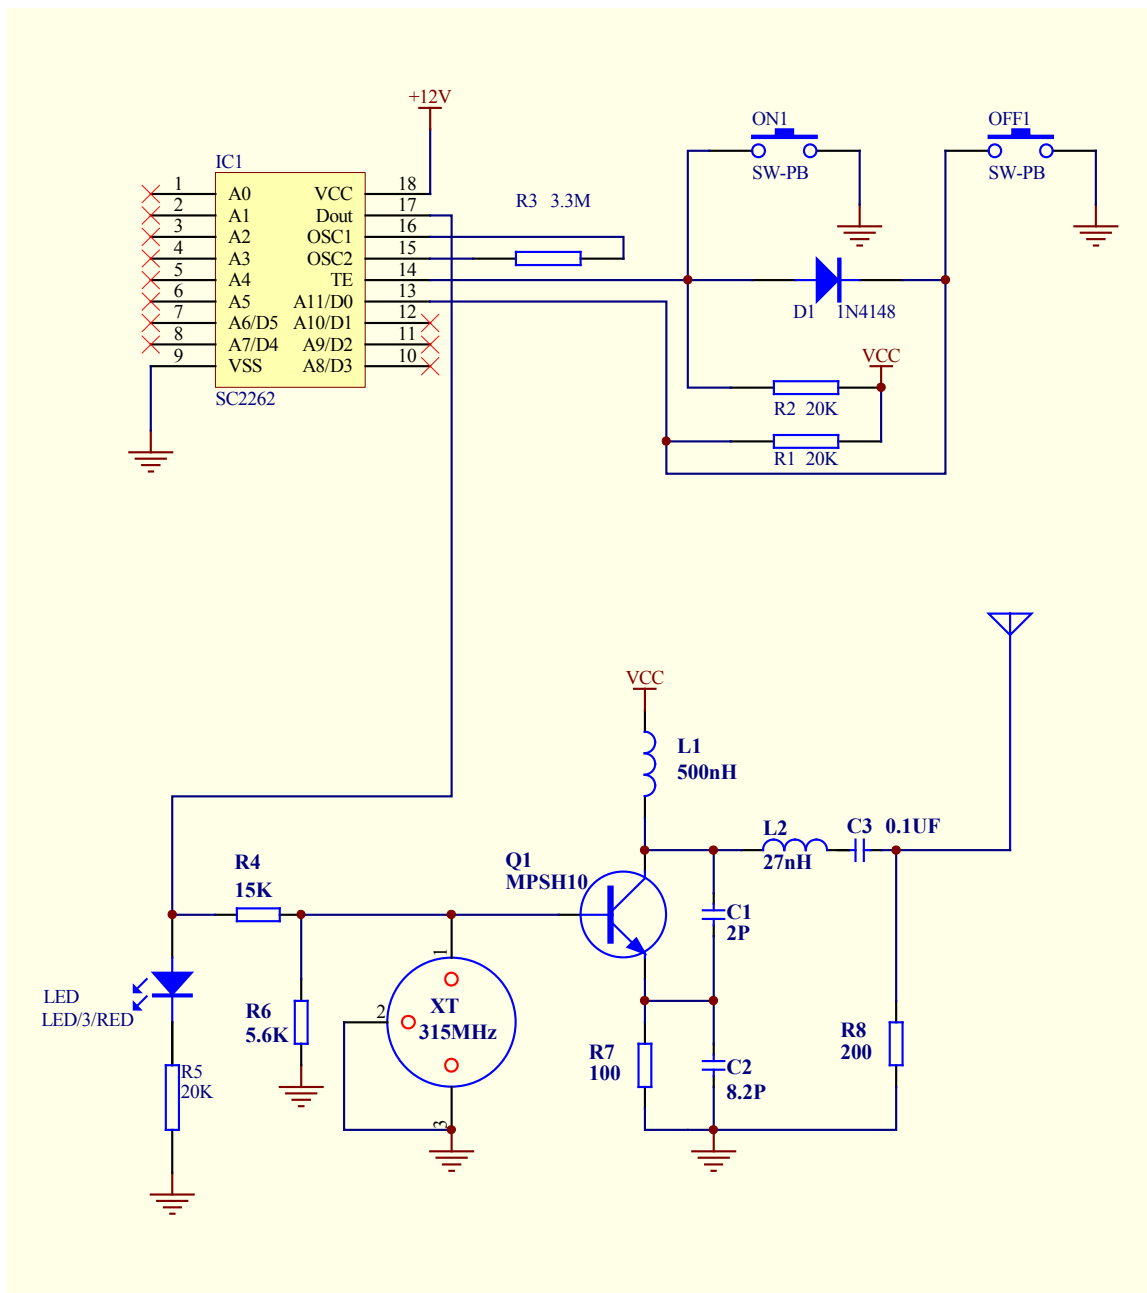 +12V
ON1
SW-PB
OFF1
SW-PB
IC1
1 A0 VCC 18
2 A1 Dout 17
3 A2 OSC1 16
4 A3 OSC2 15
5 A4 TE 14
6 A5 A11/D0 13
7 A6/D5 A10/D1 12
8 A7/D4 A9/D2 11
9 VSS A8/D3 10
SC2262
R3 3.3M
D1 1N4148
VCC
R2 20K
R1 20K
VCC
L1
500nH
L2
27nH
C3 0.1UF
Q1
MPSH10
R4
15K
C1
2P
1
2
XT
315MHz
3
LED
LED/3/RED
R6
5.6K
R5
20K
R7
100
C2
8.2P
R8
200